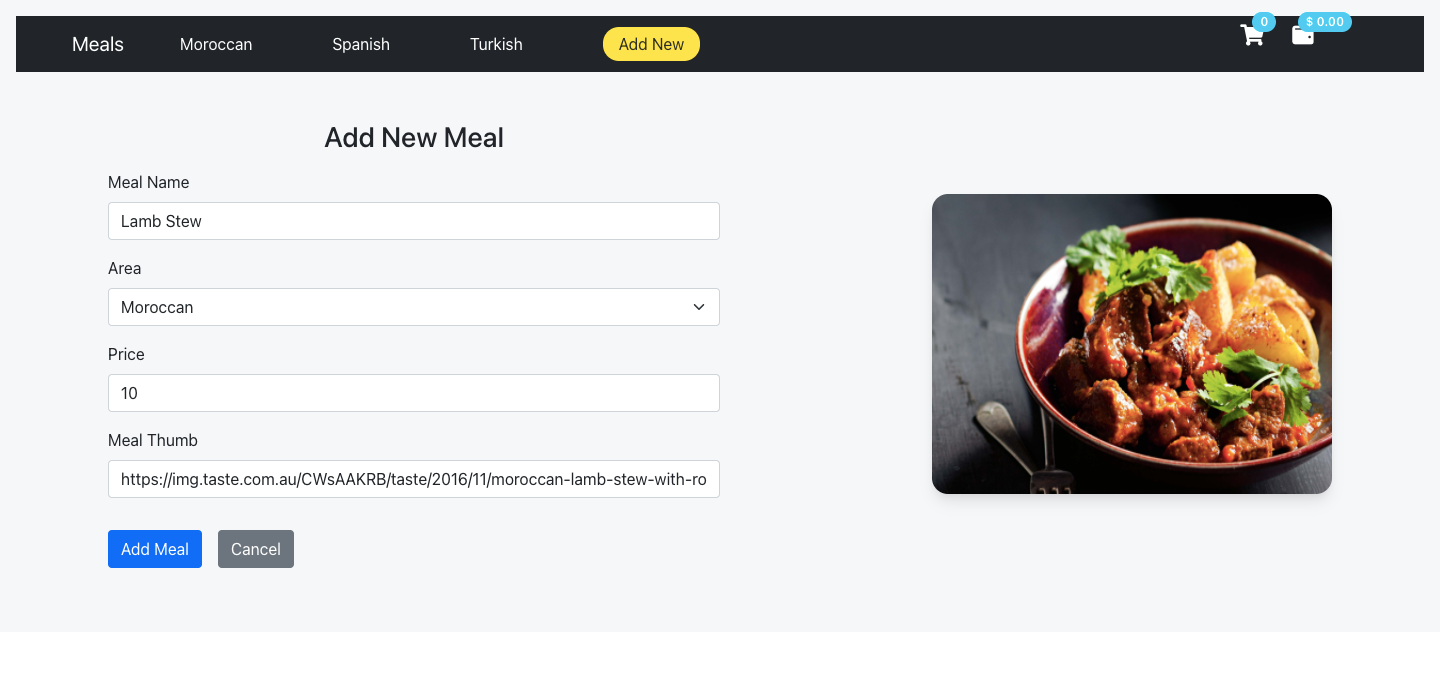 Meals Moroccan Spanish Turkish Add New 0 $ 0.00
Add New Meal
Meal Name
Lamb Stew
Area
Moroccan
Price
10
Meal Thumb
https://img.taste.com.au/CWsAAKRB/taste/2016/11/moroccan-lamb-stew-with-ro
Add Meal Cancel